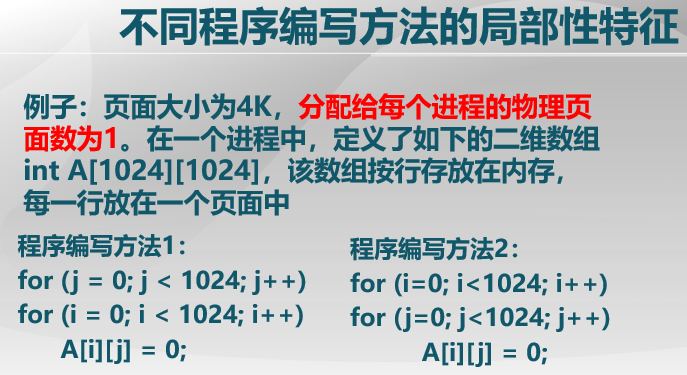 不同程序编写方法的局部性特征
例子：页面大小为4K，分配给每个进程的物理页
面数为1。在一个进程中，定义了如下的二维数组
int A[1024][1024]，该数组按行存放在内存，
每一行放在一个页面中
程序编写方法1：
for (j = 0; j < 1024; j++)
for (i = 0; i < 1024; i++)
A[i][j] = 0;
程序编写方法2：
for (i=0; i<1024; i++)
for (j=0; j<1024; j++)
A[i][j] = 0;